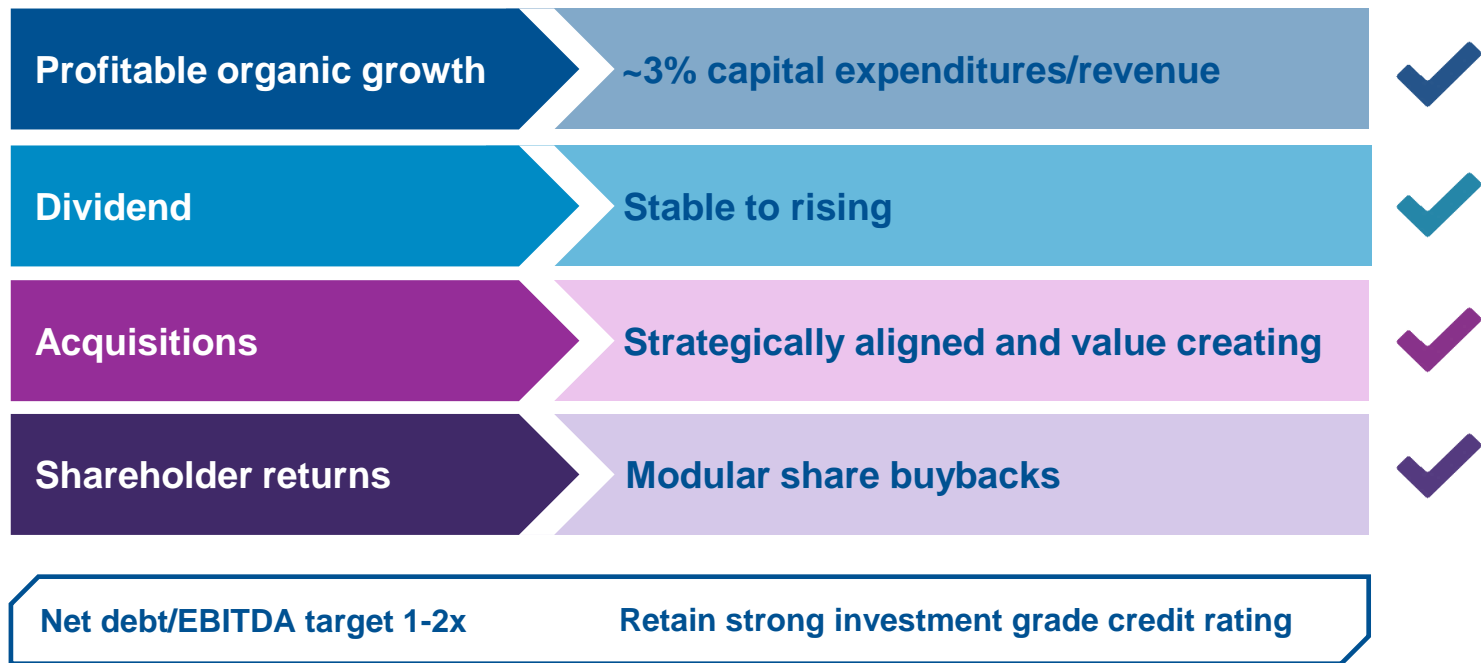 Profitable organic growth
~3% capital expenditures/revenue
Dividend
Stable to rising
Acquisitions
Strategically aligned and value creating
Shareholder returns
Modular share buybacks
Net debt/EBITDA target 1-2x
Retain strong investment grade credit rating